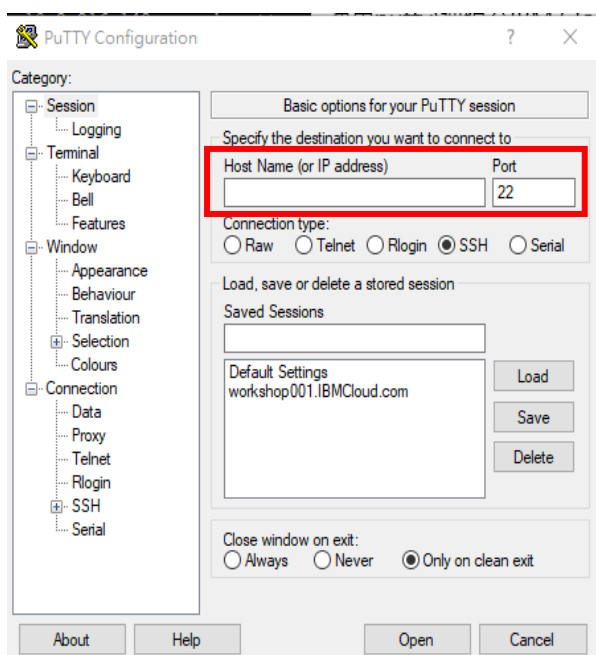 PuTTY Configuration
?
Category:
Session
Logging
Terminal
Keyboard
Bell
Features
Window
Appearance
Behaviour
Translation
Selection
Colours
Connection
Data
Proxy
Telnet
Rlogin
SSH
Serial
Basic options for your PuTTY session
Specify the destination you want to connect to
Host Name (or IP address) Port
22
Connection type:
Raw Telnet Rlogin SSH Serial
Load, save or delete a stored session
Saved Sessions
Default Settings
workshop001.IBMCloud.com
Load
Save
Delete
Close window on exit:
Always Never Only on clean exit
About Help Open Cancel